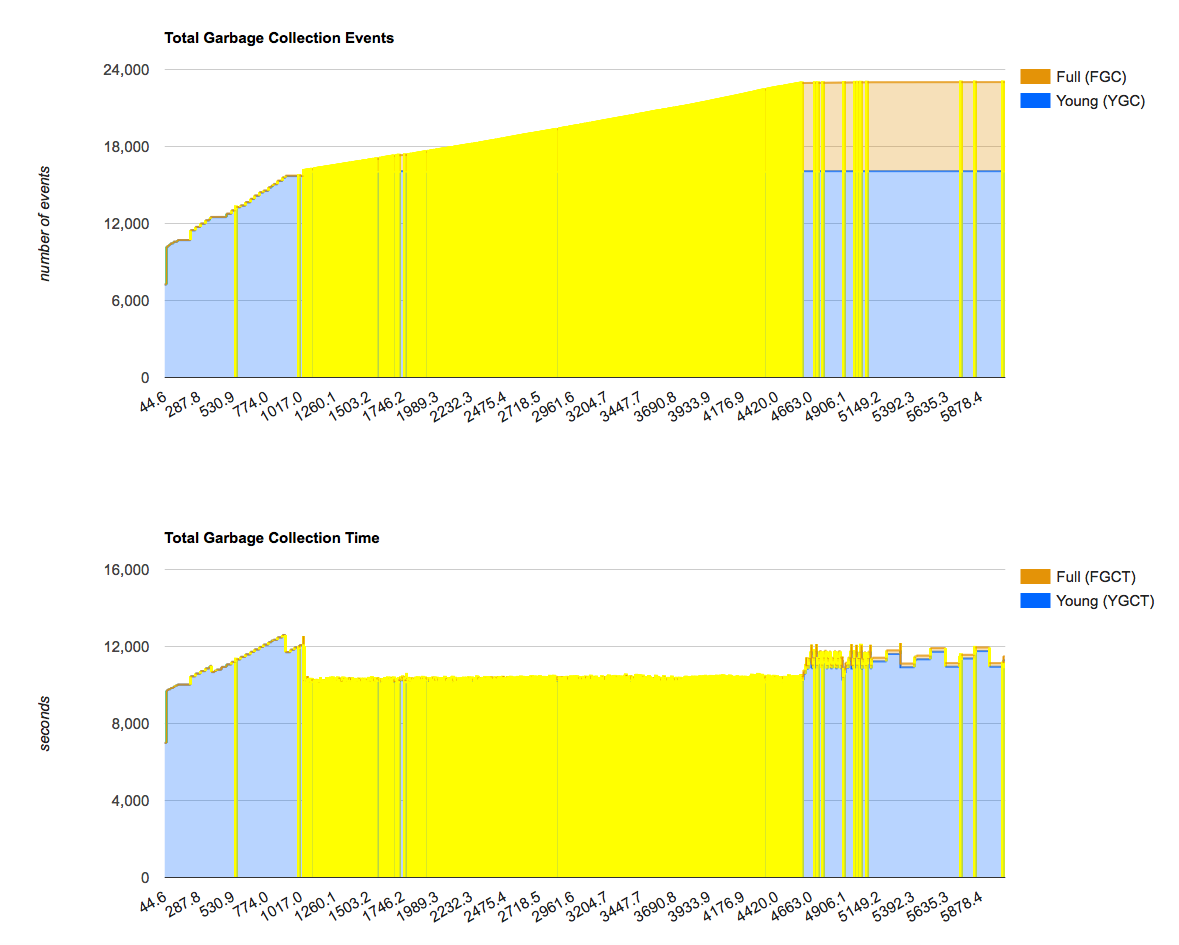 Total Garbage Collection Events
24,000
18,000
12,000
6,000
0
number of events
Full (FGC)
Young (YGC)
44.6 287.8 530.9 774.0 1017.0 1260.1 1503.2 1746.2 1989.3 2232.3 2475.4 2718.5 2961.6 3204.7 3447.7 3690.8 3933.9 4176.9 4420.0 4663.0 4906.1 5149.2 5392.3 5635.3 5878.4
Total Garbage Collection Time
16,000
12,000
8,000
4,000
0
seconds
Full (FGCT)
Young (YGCT)
44.6 287.8 530.9 774.0 1017.0 1260.1 1503.2 1746.2 1989.3 2232.3 2475.4 2718.5 2961.6 3204.7 3447.7 3690.8 3933.9 4176.9 4420.0 4663.0 4906.1 5149.2 5392.3 5635.3 5878.4